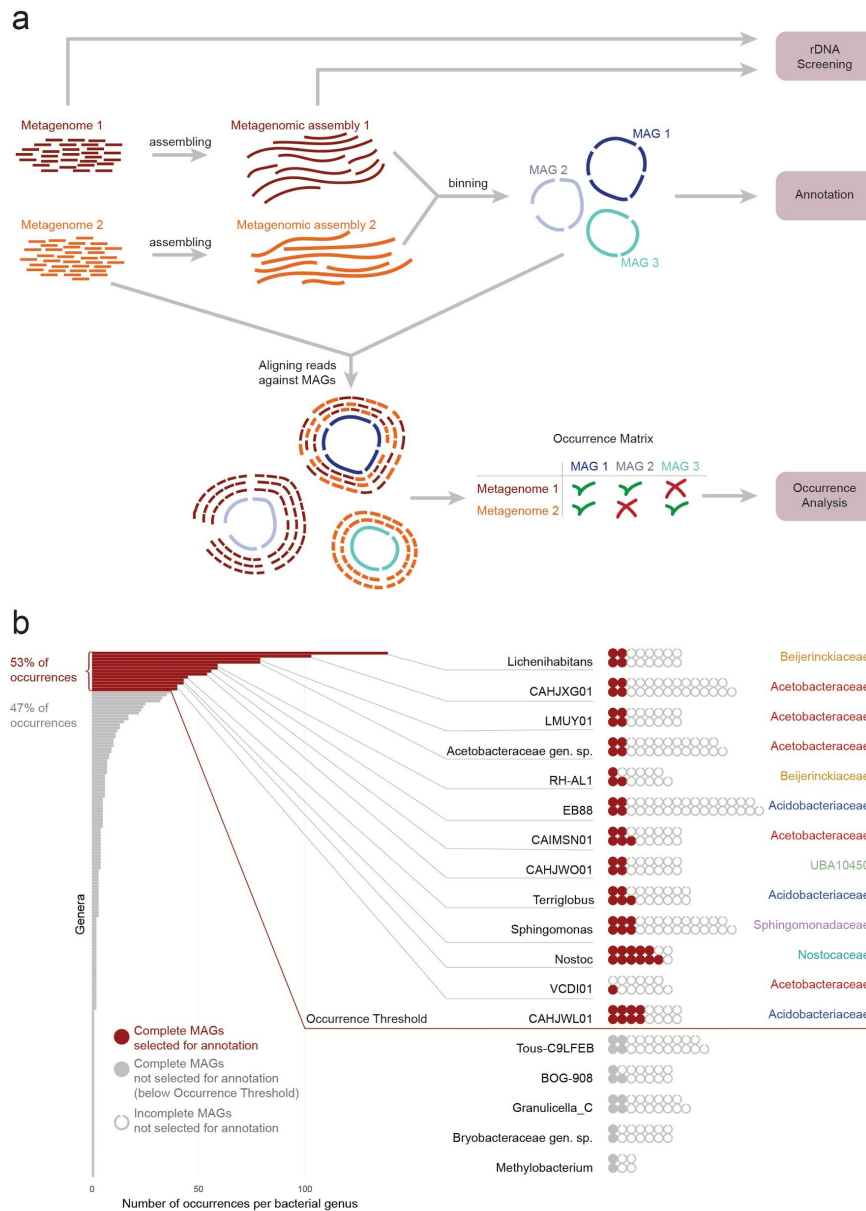 a
rDNA
Screening
Metagenome 1
assembling
Metagenomic assembly 1
MAG 1
MAG 2
binning
Annotation
Metagenome 2
assembling
Metagenomic assembly 2
MAG 3
Aligning reads
against MAGs
Occurrence Matrix
MAG 1 MAG 2 MAG 3
Metagenome 1
Metagenome 2
Occurrence
Analysis
b
53% of
occurrences
47% of
occurrences
Genera
Lichenihabitans Beijerinckiaceae
CAHJXG01 Acetobacteraceae
LMUY01 Acetobacteraceae
Acetobacteraceae gen. sp. Acetobacteraceae
RH-AL1 Beijerinckiaceae
EB88 Acidobacteriaceae
CAIMSN01 Acetobacteraceae
CAHJWO01 UBA10450
Terriglobus Acidobacteriaceae
Sphingomonas Sphingomonadaceae
Nostoc Nostocaceae
VCDI01 Acetobacteraceae
CAHJWL01 Acidobacteriaceae
Occurrence Threshold
Tous-C9LFEB
BOG-908
Granulicella_C
Bryobacteraceae gen. sp.
Methylobacterium
Complete MAGs
selected for annotation
Complete MAGs
not selected for annotation
(below Occurrence Threshold)
Incomplete MAGs
not selected for annotation
0 50 100
Number of occurrences per bacterial genus